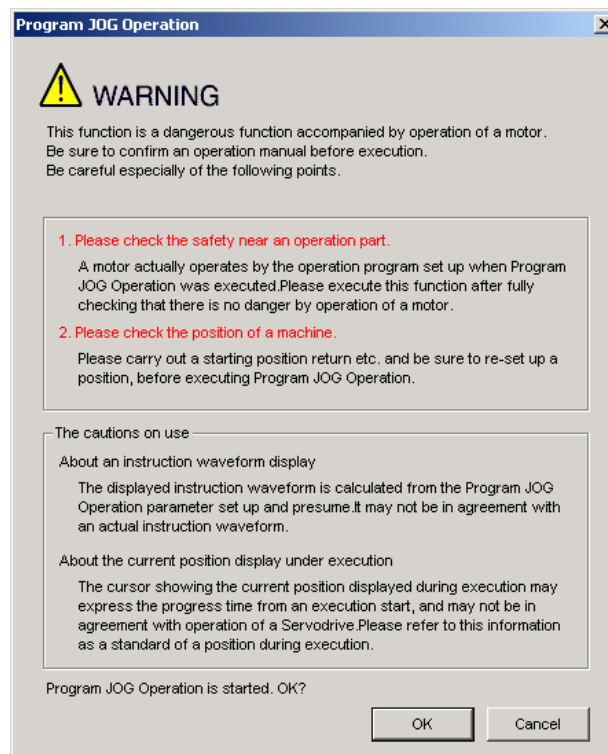 Program JOG Operation
WARNING
This function is a dangerous function accompanied by operation of a motor.
Be sure to confirm an operation manual before execution.
Be careful especially of the following points.
1. Please check the safety near an operation part.
A motor actually operates by the operation program set up when Program
JOG Operation was executed.Please execute this function after fully
checking that there is no danger by operation of a motor.
2. Please check the position of a machine.
Please carry out a starting position return etc. and be sure to re-set up a
position, before executing Program JOG Operation.
The cautions on use
About an instruction waveform display
The displayed instruction waveform is calculated from the Program JOG
Operation parameter set up and presume.It may not be in agreement with
an actual instruction waveform.
About the current position display under execution
The cursor showing the current position displayed during execution may
express the progress time from an execution start, and may not be in
agreement with operation of a Servodrive.Please refer to this information
as a standard of a position during execution.
Program JOG Operation is started. OK?
OK
Cancel